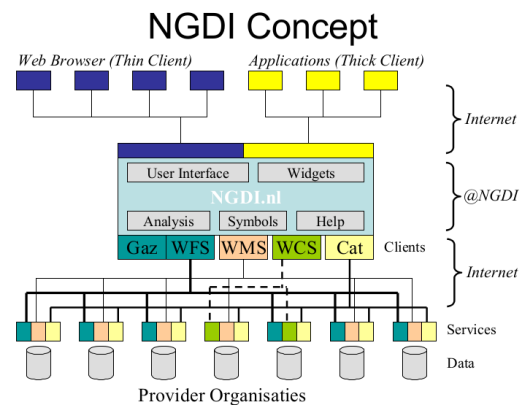 NGDI Concept
Web Browser (Thin Client)
Applications (Thick Client)
Internet
User Interface
Widgets
NGDI.nl
@NGDI
Analysis
Symbols
Help
Gaz
WFS
WMS
WCS
Cat
Clients
Internet
Services
Data
Provider Organisaties